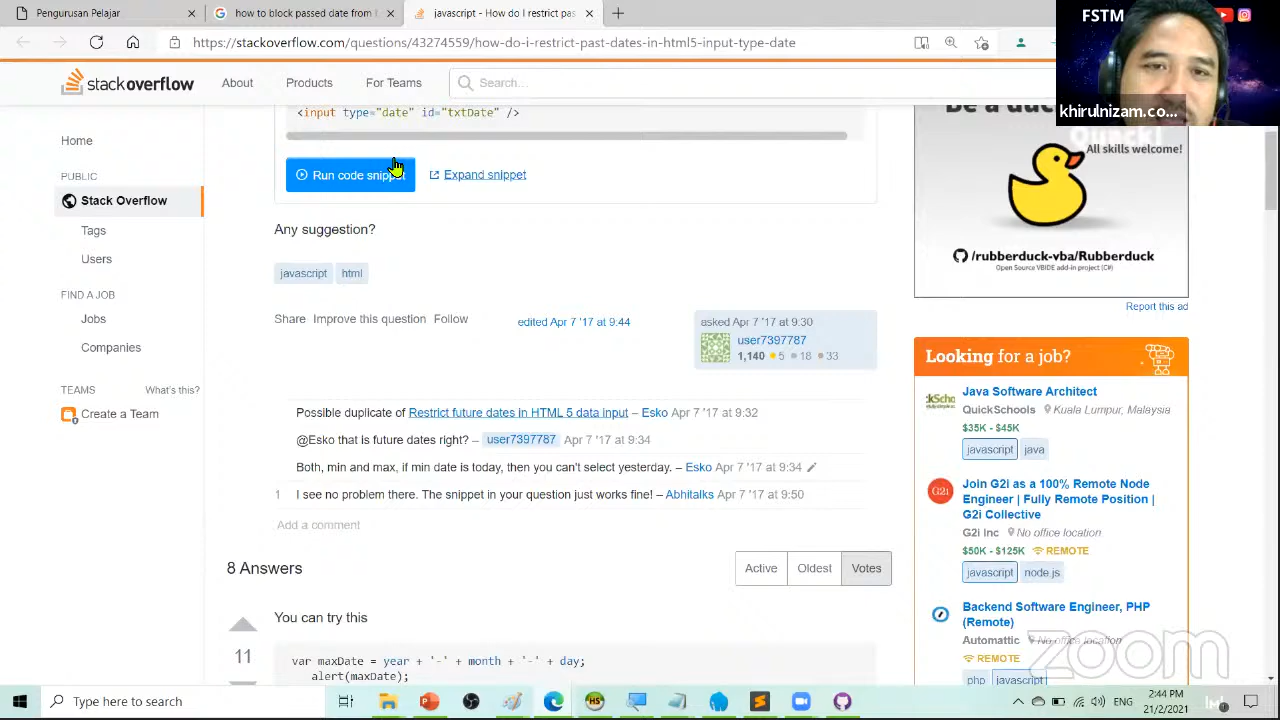 Pengurusan Pelajar
how to block passed date from i
javascript - How do I restrict pas
FSTM
https://stackoverflow.com/questions/43274559/how-do-i-restrict-past-dates-in-html5-input-type-date
khirulnizam.co...
stackoverflow
About
Products
For Teams
Search...
Home
PUBLIC
Stack Overflow
Tags
Users
FIND A JOB
Jobs
Companies
TEAMS
What's this?
Create a Team
<input type="date" id="txtDate" />
Run code snippet
Expand snippet
Any suggestion?
javascript
html
Share Improve this question Follow
edited Apr 7 '17 at 9:44
asked Apr 7 '17 at 9:30
user7397787
1,140 5 18 33
Possible duplicate of Restrict future dates in HTML 5 data input – Esko Apr 7 '17 at 9:32
@Esko that is future dates right? – user7397787 Apr 7 '17 at 9:34
Both, min and max, if min date is today, then you can't select yesterday. – Esko Apr 7 '17 at 9:34
1 I see no problem there. The snippet in your question just works fine! – Abhitalks Apr 7 '17 at 9:50
Add a comment
8 Answers
Active
Oldest
Votes
You can try this
11
var maxDate = year + '-' + month + '-' + day;
alert(maxDate);
Be a duck
Quack!
All skills welcome!
/rubberduck-vba/Rubberduck
Open Source VBIDE add-in project (C#)
Report this ad
Looking for a job?
Java Software Architect
QuickSchools Kuala Lumpur, Malaysia
$35K - $45K
javascript
java
G2i
Join G2i as a 100% Remote Node
Engineer | Fully Remote Position |
G2i Collective
G2i Inc No office location
$50K - $125K REMOTE
javascript
node.js
Backend Software Engineer, PHP
(Remote)
Automattic No office location
REMOTE
php
javascript
zoom
Type here to search
ENG
2:44 PM
21/2/2021